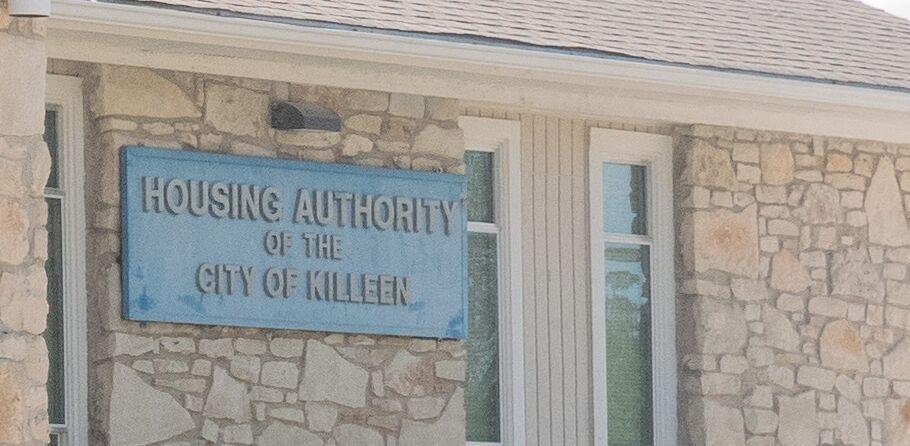 HOUSING AUTHORITY
OF THE
CITY OF KILLEEN